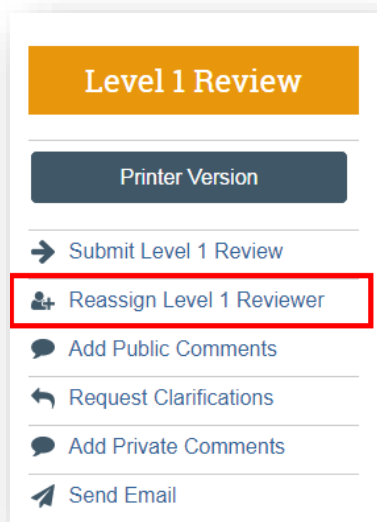 Level 1 Review
Printer Version
Submit Level 1 Review
Reassign Level 1 Reviewer
Add Public Comments
Request Clarifications
Add Private Comments
Send Email